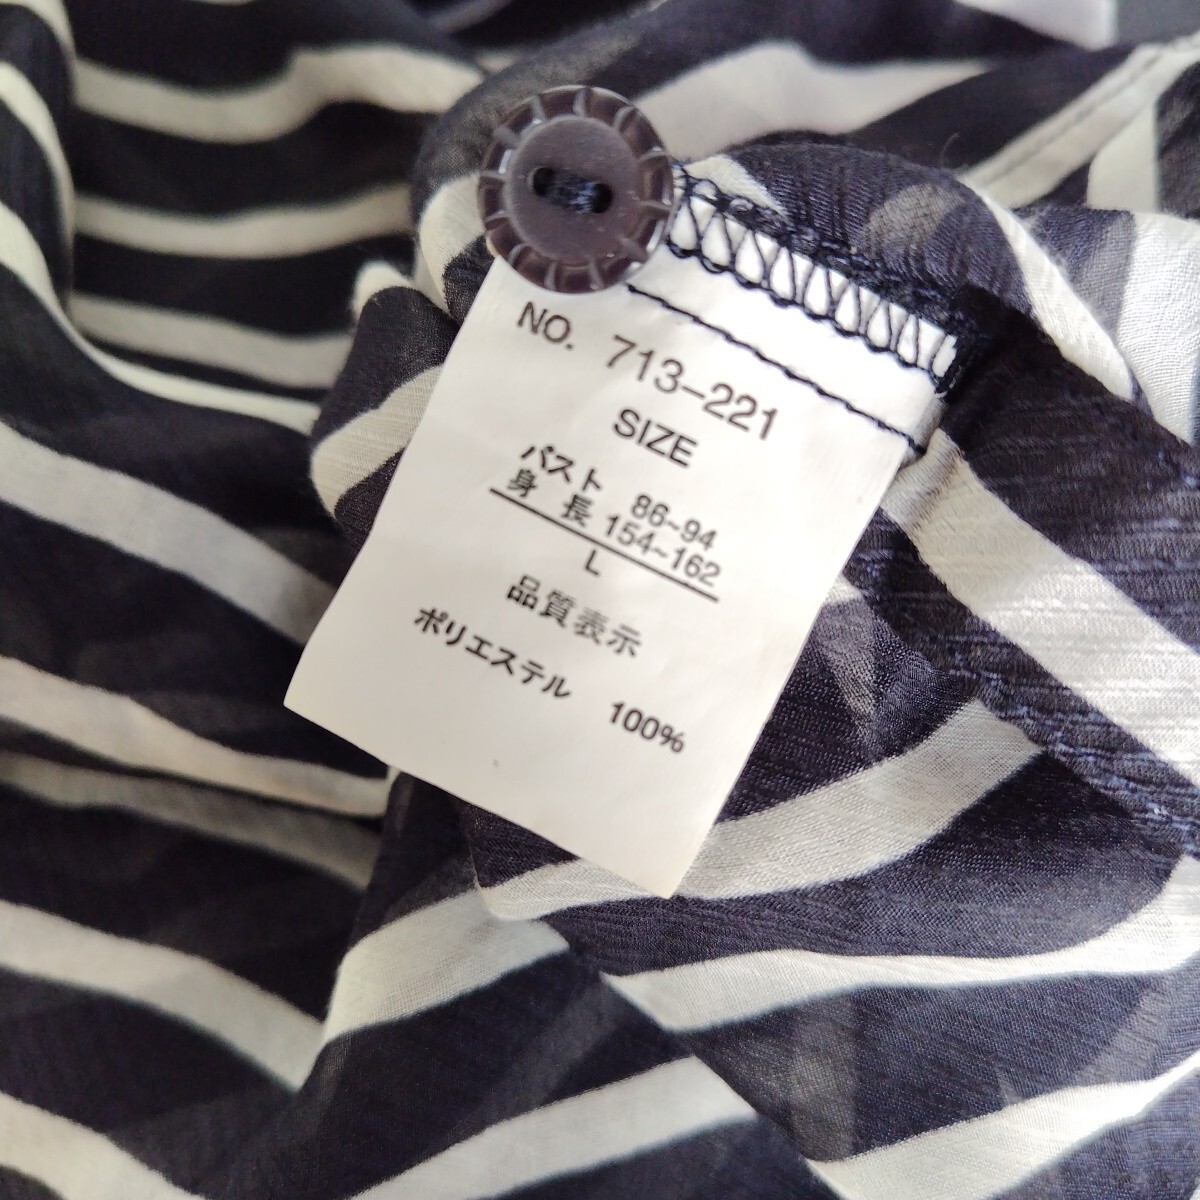 NO. 713-221
SIZE
バスト 86~94
身長 154~162
L
品質表示
ポリエステル 100%